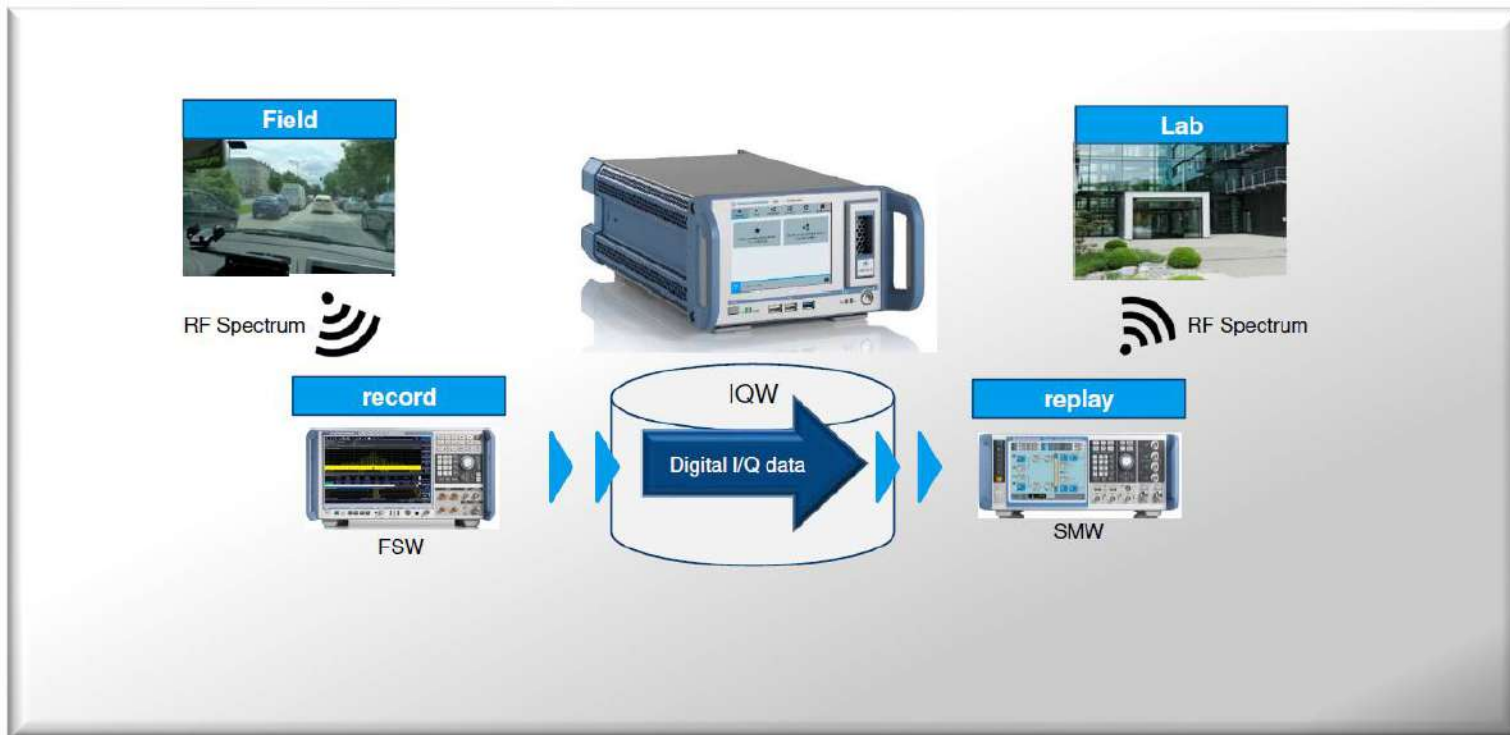 Field
Lab
RF Spectrum
RF Spectrum
record
IQW
replay
Digital I/Q data
FSW
SMW